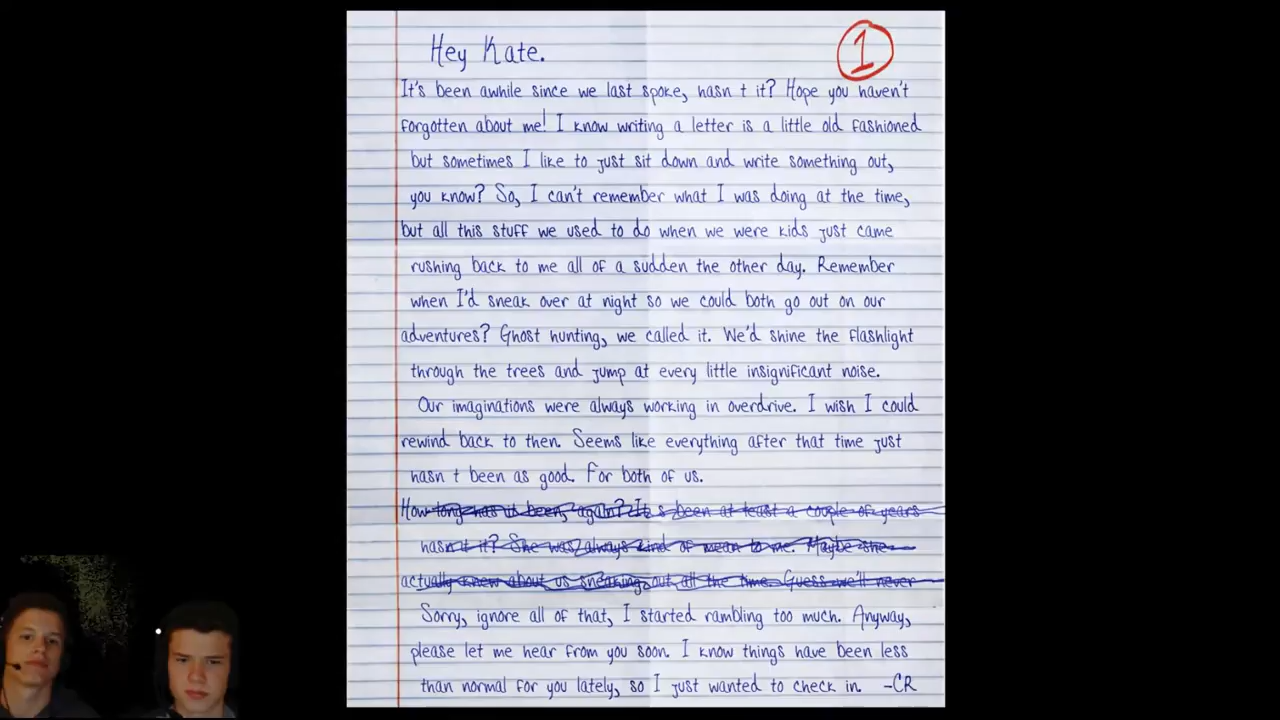 Hey Kate.
1
It's been awhile since we last spoke, hasn t it? Hope you haven't
forgotten about me! I know writing a letter is a little old fashioned
but sometimes I like to just sit down and write something out,
you know? So, I can't remember what I was doing at the time,
but all this stuff we used to do when we were kids just came
rushing back to me all of a sudden the other day. Remember
when I'd sneak over at night so we could both go out on our
adventures? Ghost hunting, we called it. We'd shine the flashlight
through the trees and jump at every little insignificant noise.
Our imaginations were always working in overdrive. I wish I could
rewind back to then. Seems like everything after that time just
hasn t been as good. For both of us.
How long has it been, again? It s been at least a couple of years
hasn t it? She was always kind of mean to me. Maybe she
actually knew about us sneaking out all the time. Guess we'll never
Sorry, ignore all of that, I started rambling too much. Anyway,
please let me hear from you soon. I know things have been less
than normal for you lately, so I just wanted to check in. -CR